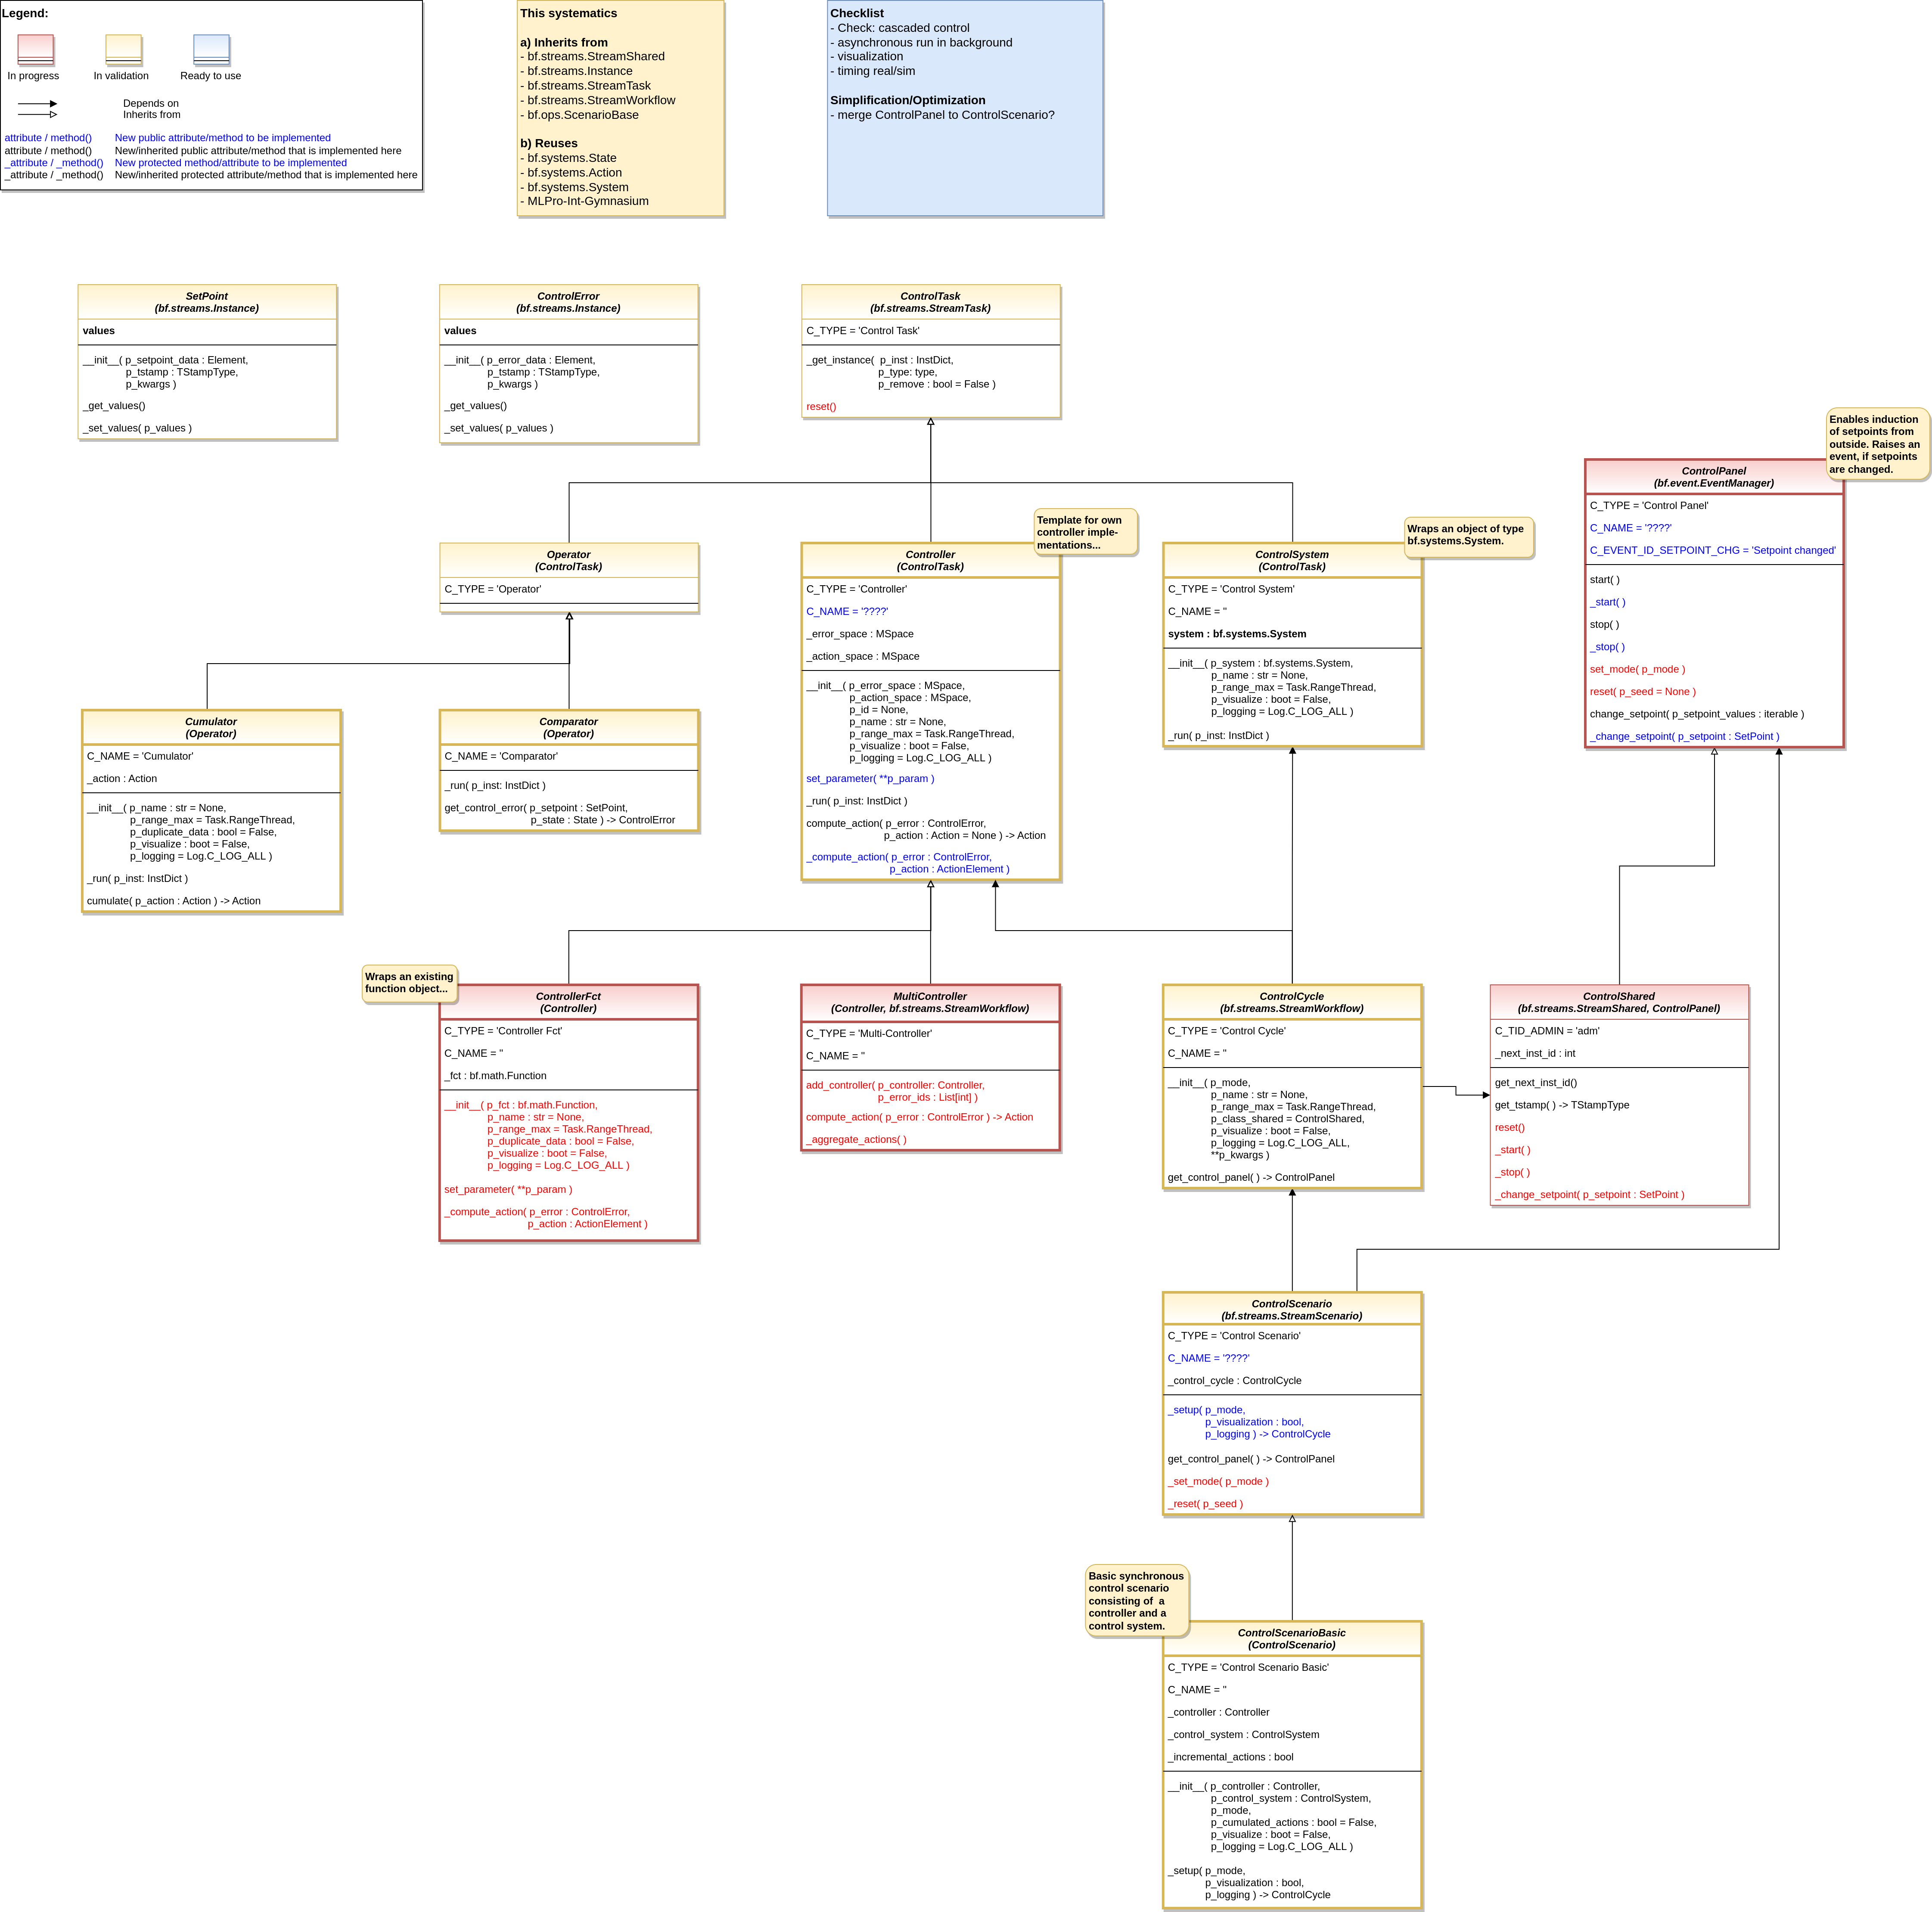 Legend:
In progress
In validation
Ready to use
Depends on
Inherits from
attribute / method() New public attribute/method to be implemented
attribute / method() New/inherited public attribute/method that is implemented here
_attribute / _method() New protected method/attribute to be implemented
_attribute / _method() New/inherited protected attribute/method that is implemented here
This systematics
a) Inherits from
- bf.streams.StreamShared
- bf.streams.Instance
- bf.streams.StreamTask
- bf.streams.StreamWorkflow
- bf.ops.ScenarioBase
b) Reuses
- bf.systems.State
- bf.systems.Action
- bf.systems.System
- MLPro-Int-Gymnasium
Checklist
- Check: cascaded control
- asynchronous run in background
- visualization
- timing real/sim
Simplification/Optimization
- merge ControlPanel to ControlScenario?
SetPoint
(bf.streams.Instance)
values
__init__( p_setpoint_data : Element,
p_tstamp : TStampType,
p_kwargs )
_get_values()
_set_values( p_values )
ControlError
(bf.streams.Instance)
values
__init__( p_error_data : Element,
p_tstamp : TStampType,
p_kwargs )
_get_values()
_set_values( p_values )
ControlTask
(bf.streams.StreamTask)
C_TYPE = 'Control Task'
_get_instance( p_inst : InstDict,
p_type: type,
p_remove : bool = False )
reset()
Enables induction
of setpoints from
outside. Raises an
event, if setpoints
are changed.
ControlPanel
(bf.event.EventManager)
C_TYPE = 'Control Panel'
C_NAME = '????'
C_EVENT_ID_SETPOINT_CHG = 'Setpoint changed'
start( )
_start( )
stop( )
_stop( )
set_mode( p_mode )
reset( p_seed = None )
change_setpoint( p_setpoint_values : iterable )
_change_setpoint( p_setpoint : SetPoint )
Operator
(ControlTask)
C_TYPE = 'Operator'
Template for own
controller imple-
mentations...
Controller
(ControlTask)
C_TYPE = 'Controller'
C_NAME = '????'
_error_space : MSpace
_action_space : MSpace
__init__( p_error_space : MSpace,
p_action_space : MSpace,
p_id = None,
p_name : str = None,
p_range_max = Task.RangeThread,
p_visualize : boot = False,
p_logging = Log.C_LOG_ALL )
set_parameter( **p_param )
_run( p_inst: InstDict )
compute_action( p_error : ControlError,
p_action : Action = None ) -> Action
_compute_action( p_error : ControlError,
p_action : ActionElement )
Wraps an object of type
bf.systems.System.
ControlSystem
(ControlTask)
C_TYPE = 'Control System'
C_NAME = ''
system : bf.systems.System
__init__( p_system : bf.systems.System,
p_name : str = None,
p_range_max = Task.RangeThread,
p_visualize : boot = False,
p_logging = Log.C_LOG_ALL )
_run( p_inst: InstDict )
Cumulator
(Operator)
C_NAME = 'Cumulator'
_action : Action
__init__( p_name : str = None,
p_range_max = Task.RangeThread,
p_duplicate_data : bool = False,
p_visualize : boot = False,
p_logging = Log.C_LOG_ALL )
_run( p_inst: InstDict )
cumulate( p_action : Action ) -> Action
Comparator
(Operator)
C_NAME = 'Comparator'
_run( p_inst: InstDict )
get_control_error( p_setpoint : SetPoint,
p_state : State ) -> ControlError
Wraps an existing
function object...
ControllerFct
(Controller)
C_TYPE = 'Controller Fct'
C_NAME = ''
_fct : bf.math.Function
__init__( p_fct : bf.math.Function,
p_name : str = None,
p_range_max = Task.RangeThread,
p_duplicate_data : bool = False,
p_visualize : boot = False,
p_logging = Log.C_LOG_ALL )
set_parameter( **p_param )
_compute_action( p_error : ControlError,
p_action : ActionElement )
MultiController
(Controller, bf.streams.StreamWorkflow)
C_TYPE = 'Multi-Controller'
C_NAME = ''
add_controller( p_controller: Controller,
p_error_ids : List[int] )
compute_action( p_error : ControlError ) -> Action
_aggregate_actions( )
ControlCycle
(bf.streams.StreamWorkflow)
C_TYPE = 'Control Cycle'
C_NAME = ''
__init__( p_mode,
p_name : str = None,
p_range_max = Task.RangeThread,
p_class_shared = ControlShared,
p_visualize : boot = False,
p_logging = Log.C_LOG_ALL,
**p_kwargs )
get_control_panel( ) -> ControlPanel
ControlShared
(bf.streams.StreamShared, ControlPanel)
C_TID_ADMIN = 'adm'
_next_inst_id : int
get_next_inst_id()
get_tstamp( ) -> TStampType
reset()
_start( )
_stop( )
_change_setpoint( p_setpoint : SetPoint )
ControlScenario
(bf.streams.StreamScenario)
C_TYPE = 'Control Scenario'
C_NAME = '????'
_control_cycle : ControlCycle
_setup( p_mode,
p_visualization : bool,
p_logging ) -> ControlCycle
get_control_panel( ) -> ControlPanel
_set_mode( p_mode )
_reset( p_seed )
Basic synchronous
control scenario
consisting of a
controller and a
control system.
ControlScenarioBasic
(ControlScenario)
C_TYPE = 'Control Scenario Basic'
C_NAME = ''
_controller : Controller
_control_system : ControlSystem
_incremental_actions : bool
__init__( p_controller : Controller,
p_control_system : ControlSystem,
p_mode,
p_cumulated_actions : bool = False,
p_visualize : boot = False,
p_logging = Log.C_LOG_ALL )
_setup( p_mode,
p_visualization : bool,
p_logging ) -> ControlCycle